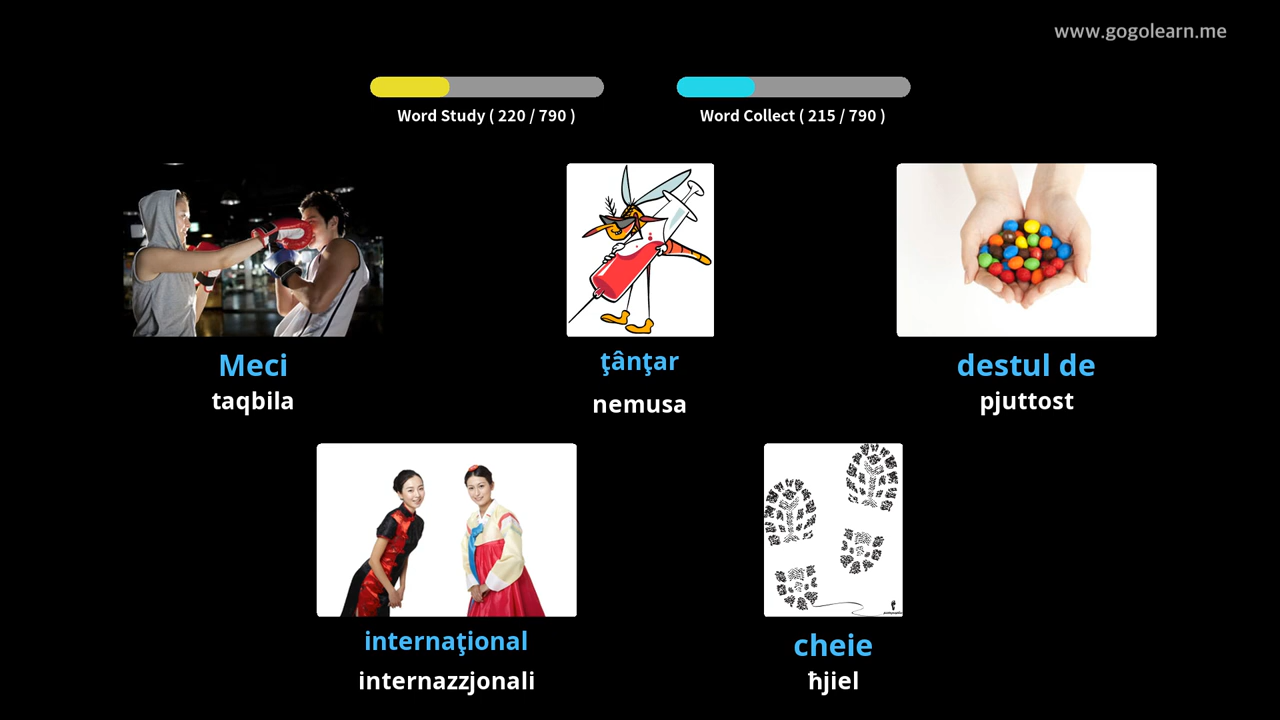 www.gogolearn.me
Word Study ( 220 / 790 )
Word Collect ( 215 / 790 )
Meci
taqbila
ţânţar
nemusa
destul de
pjuttost
internaţional
internazzjonali
cheie
ħjiel